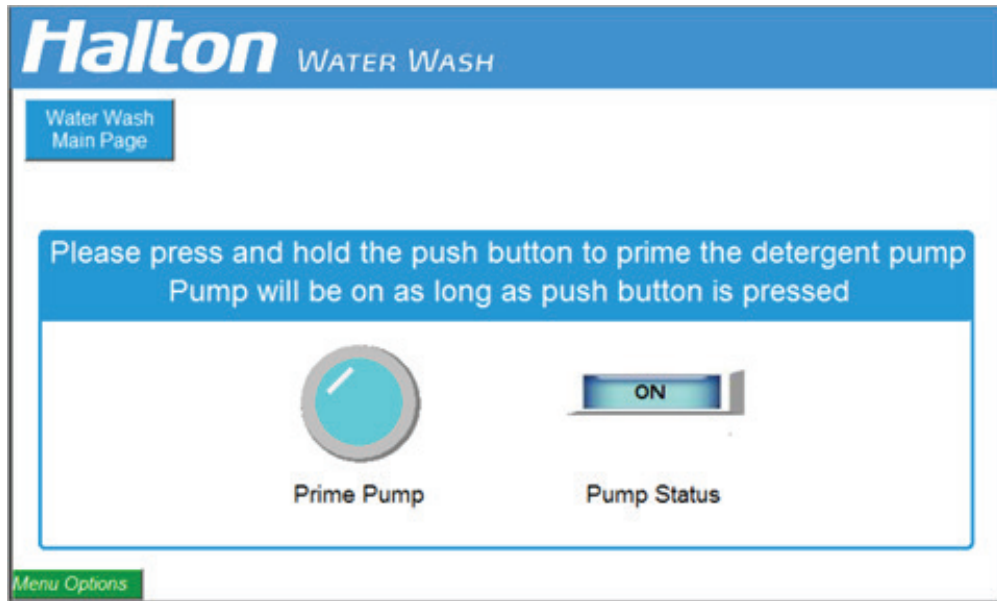 Halton WATER WASH
Water Wash
Main Page
Please press and hold the push button to prime the detergent pump
Pump will be on as long as push button is pressed
ON
Prime Pump
Pump Status
Menu Options